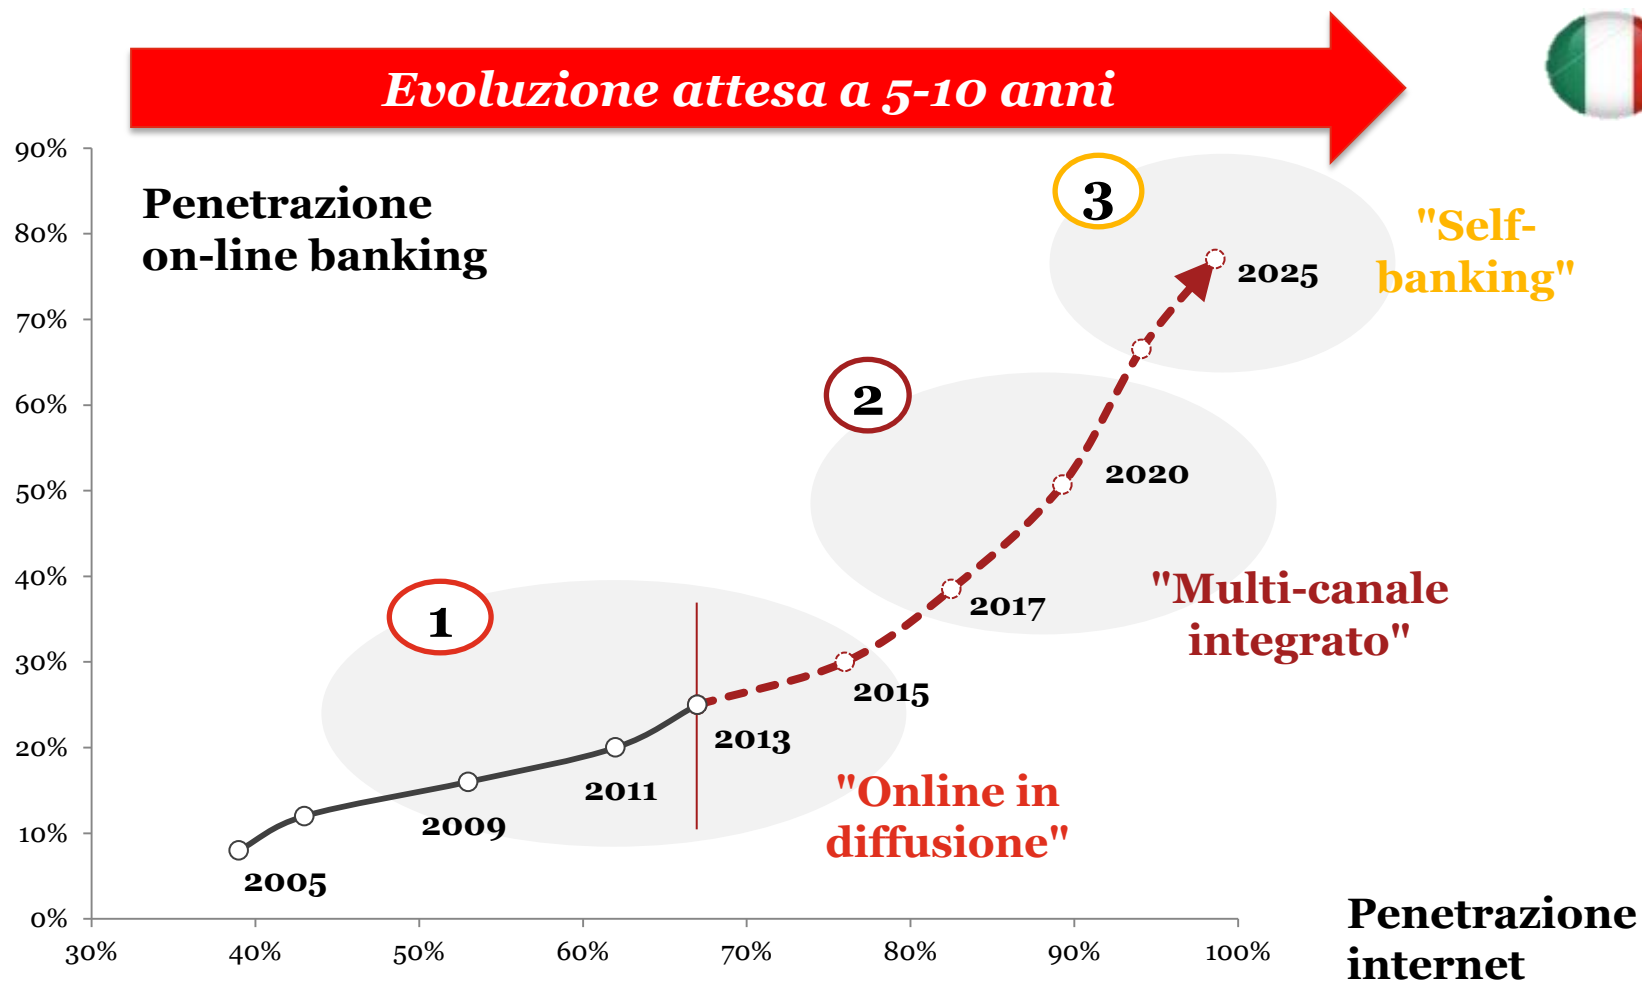 Evoluzione attesa a 5-10 anni
90%
Penetrazione
on-line banking
80%
70%
60%
50%
40%
30%
20%
10%
0%
3
"Self-
banking"
2025
2
2020
"Multi-canale
integrato"
2017
1
2015
2013
2011
"Online in
diffusione"
2009
2005
30%
40%
50%
60%
70%
80%
90%
100%
Penetrazione
internet